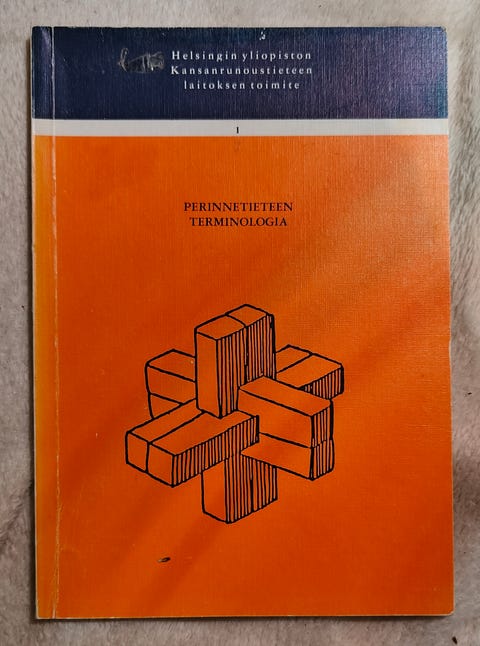 Helsingin yliopiston
Kansanrunoustieteen
laitoksen toimite
1
PERINNETIETEEN
TERMINOLOGIA